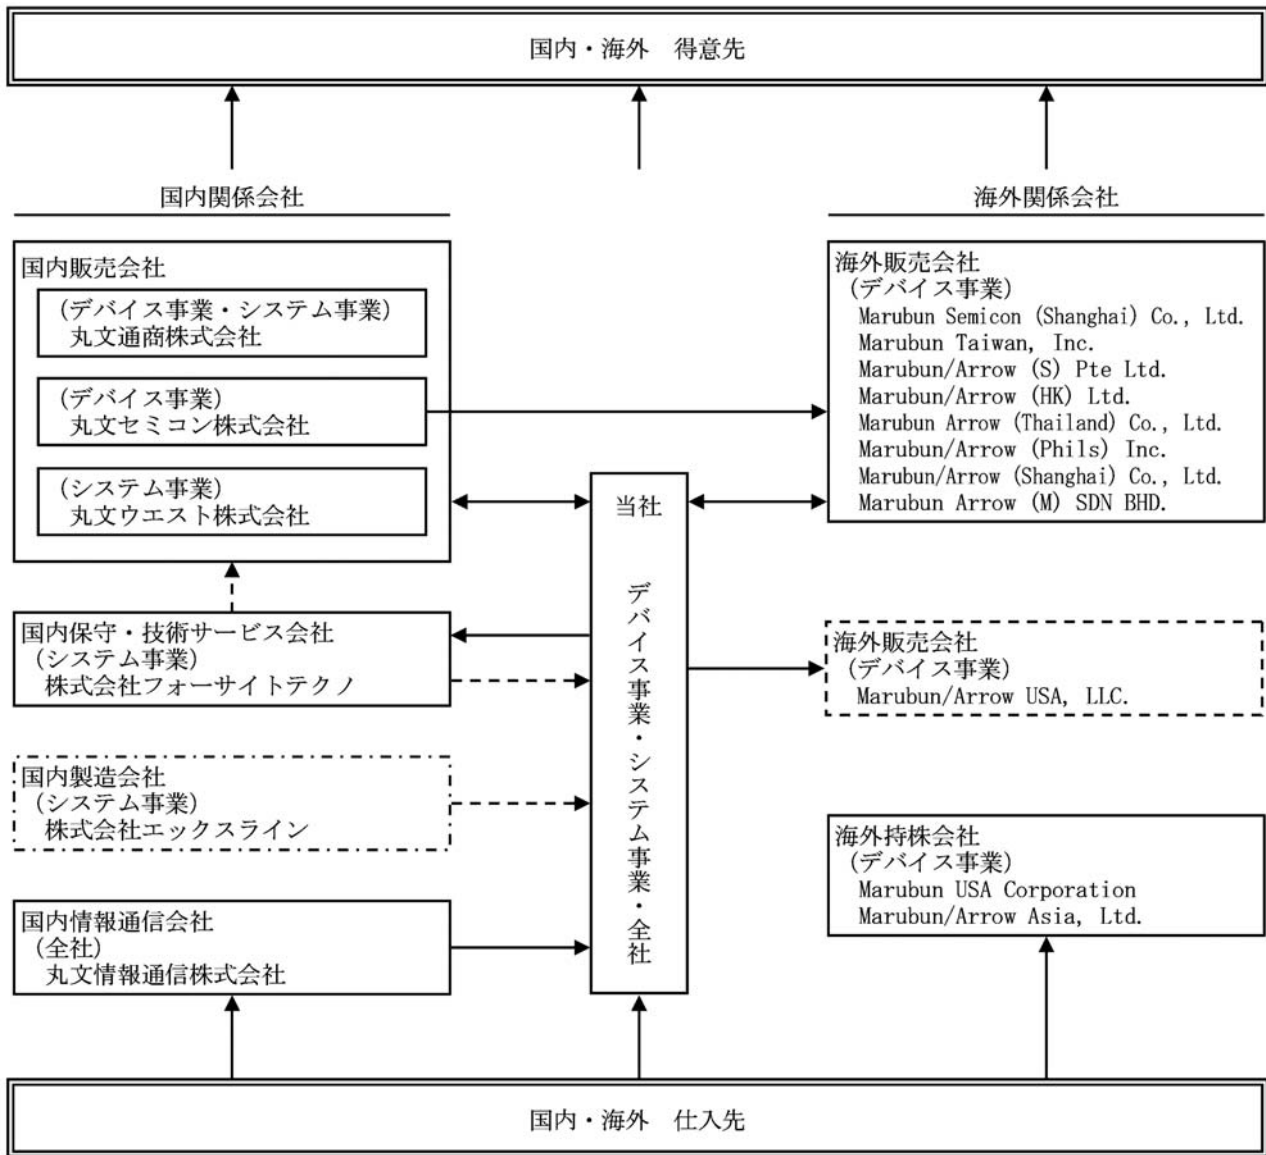 国内・海外　得意先
国内関係会社
国内販売会社
（デバイス事業・システム事業）
丸文通商株式会社
（デバイス事業）
丸文セミコン株式会社
（システム事業）
丸文ウエスト株式会社
国内保守・技術サービス会社
（システム事業）
株式会社フォーサイトテクノ
国内製造会社
（システム事業）
株式会社エックスライン
国内情報通信会社
（全社）
丸文情報通信株式会社
当社
デバイス事業・システム事業・全社
海外関係会社
海外販売会社
（デバイス事業）
Marubun Semicon (Shanghai) Co., Ltd.
Marubun Taiwan, Inc.
Marubun/Arrow (S) Pte Ltd.
Marubun/Arrow (HK) Ltd.
Marubun Arrow (Thailand) Co., Ltd.
Marubun/Arrow (Phils) Inc.
Marubun/Arrow (Shanghai) Co., Ltd.
Marubun Arrow (M) SDN BHD.
海外販売会社
（デバイス事業）
Marubun/Arrow USA, LLC.
海外持株会社
（デバイス事業）
Marubun USA Corporation
Marubun/Arrow Asia, Ltd.
国内・海外　仕入先